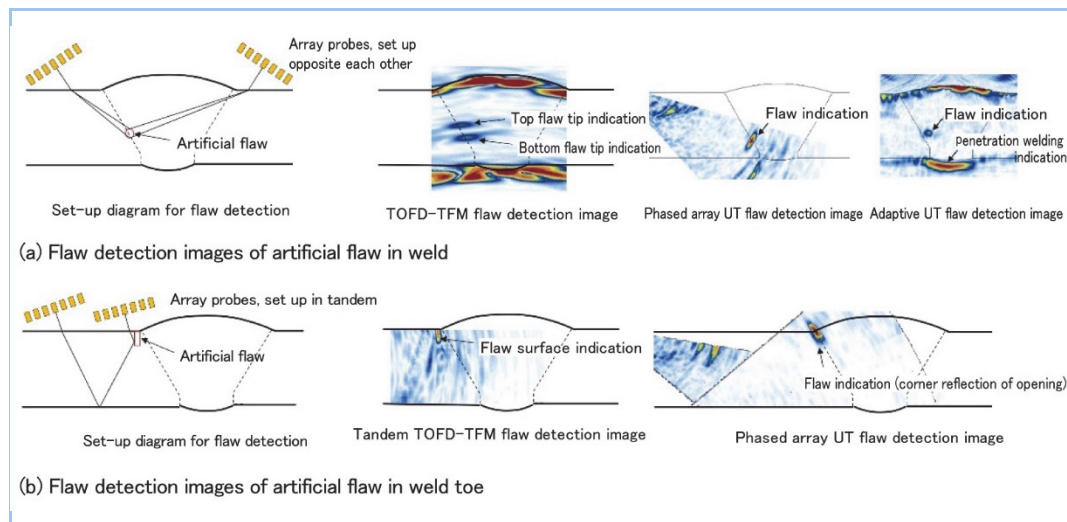 Array probes, set up
opposite each other
Artificial flaw
Set-up diagram for flaw detection
Top flaw tip indication
Bottom flaw tip indication
TOFD-TFM flaw detection image
Flaw indication
Phased array UT flaw detection image
Flaw indication
Penetration welding
indication
Adaptive UT flaw detection image
(a) Flaw detection images of artificial flaw in weld
Array probes, set up in tandem
Artificial flaw
Set-up diagram for flaw detection
Flaw surface indication
Tandem TOFD-TFM flaw detection image
Flaw indication (corner reflection of opening)
Phased array UT flaw detection image
(b) Flaw detection images of artificial flaw in weld toe